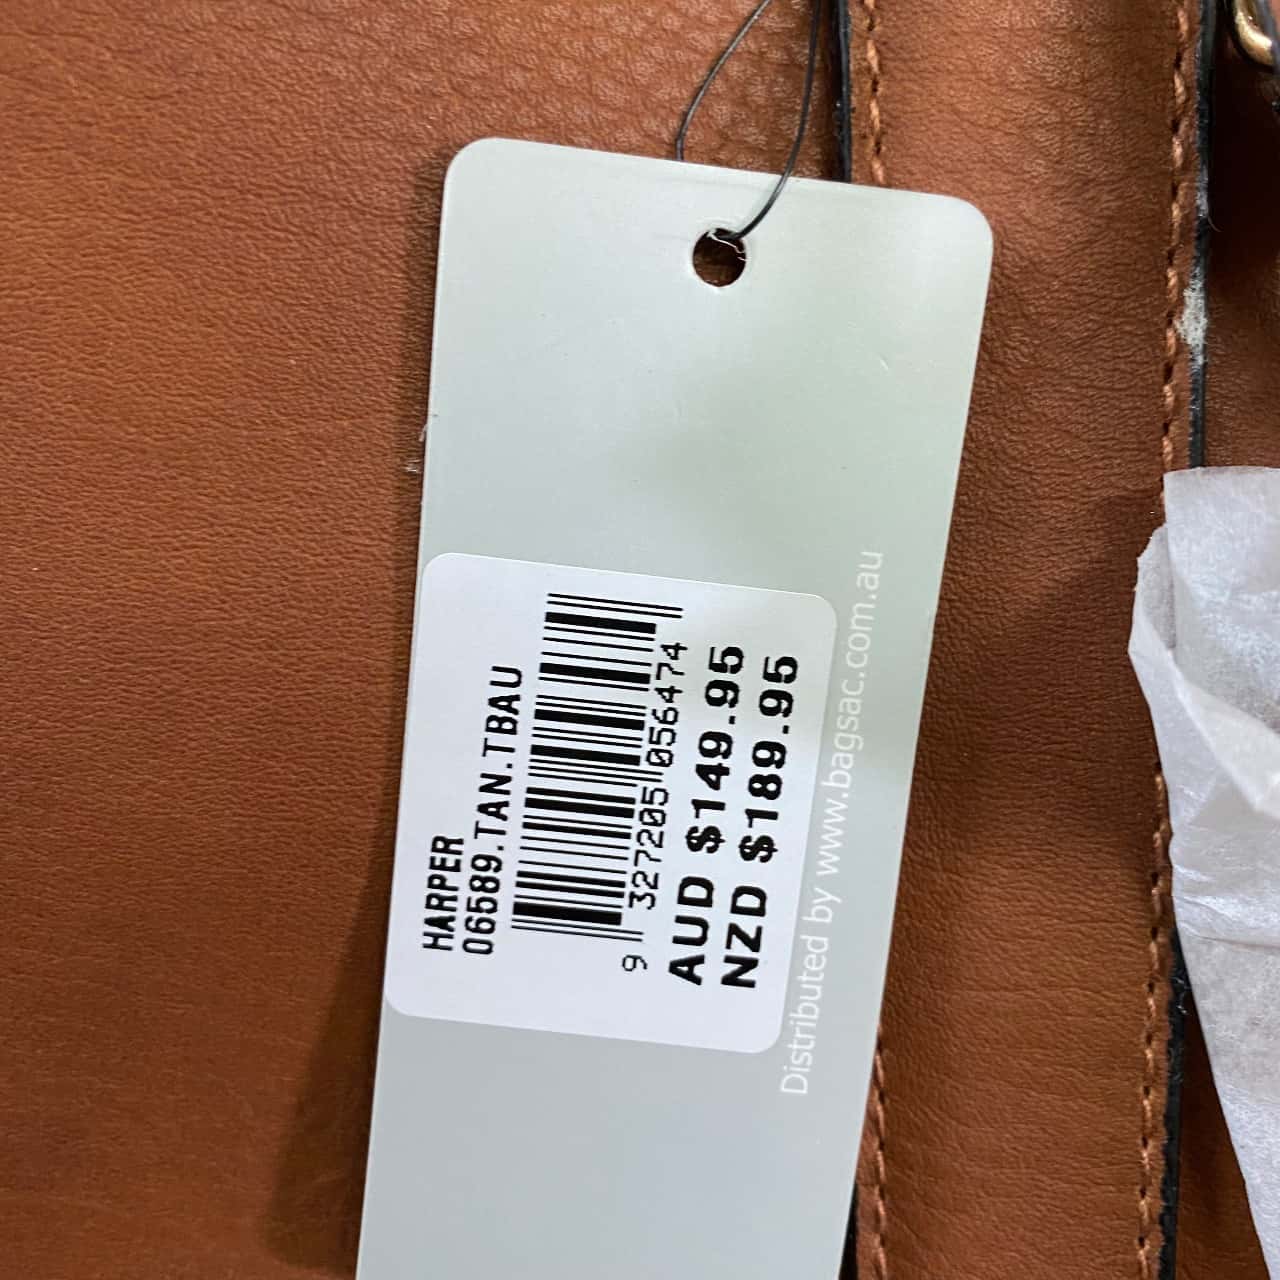 HARPER
06589.TAN.TBAU
9 327205 056474
AUD $149.95
NZD $189.95
Distributed by www.bagsac.com.au